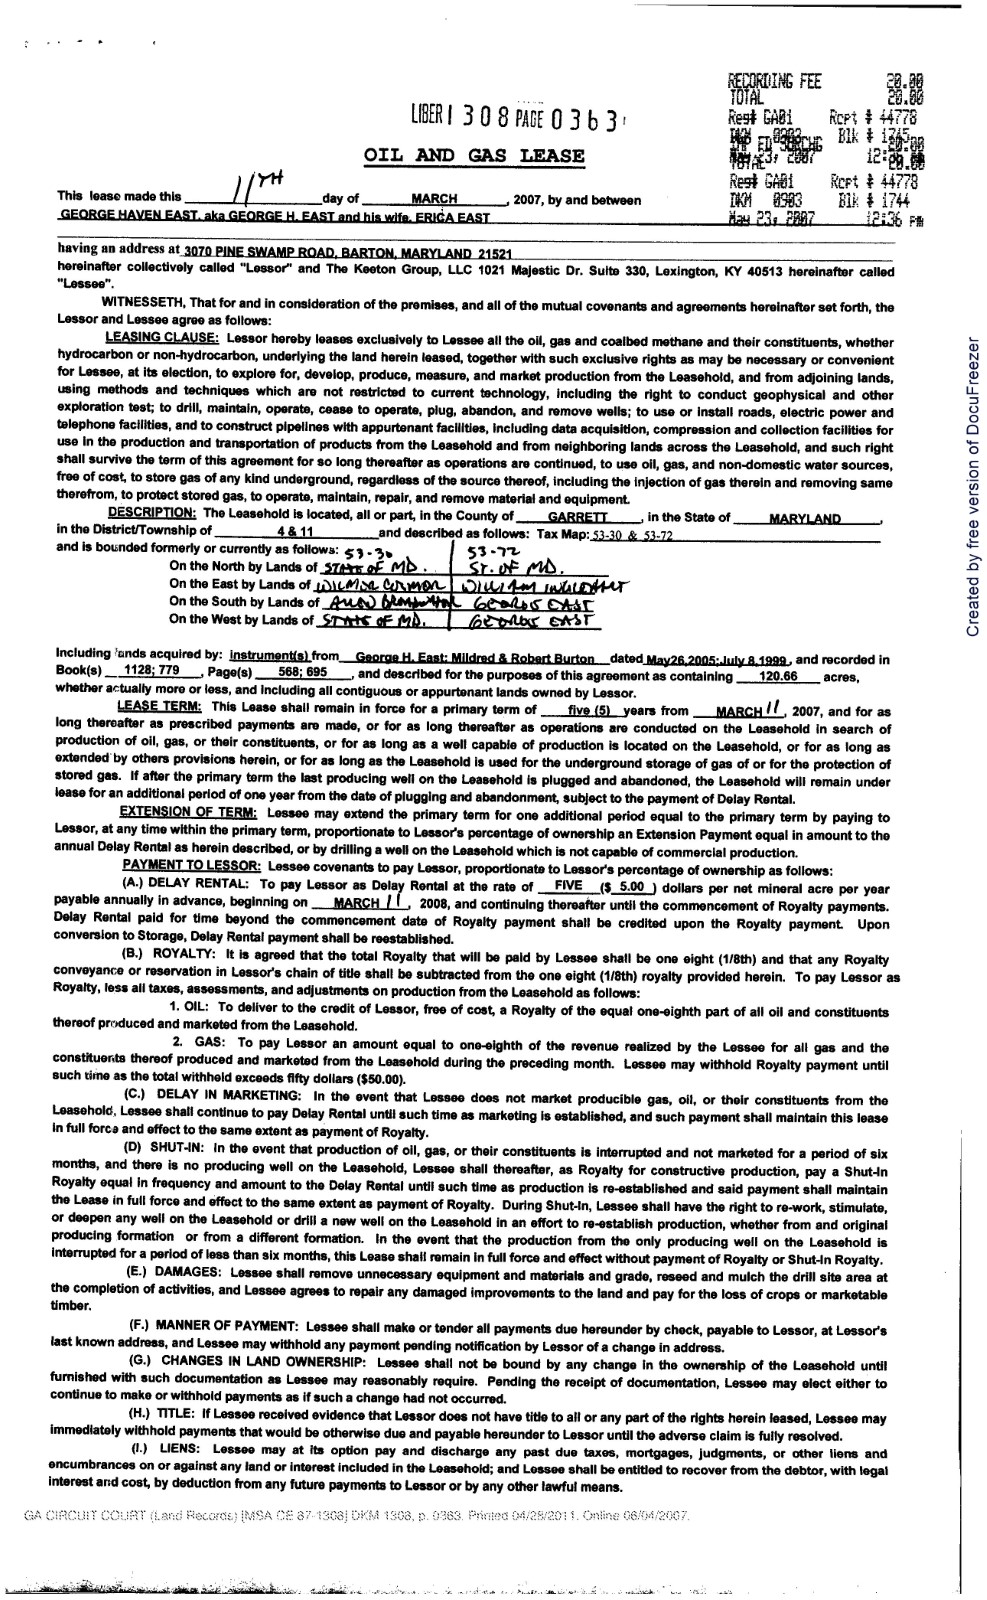 RECORDING FEE 20.00
TOTAL 20.00
LIBER 1308 PAGE 0363
Res# GA01 Rcpt # 44778
May 23, 2007
OIL AND GAS LEASE
Res# GA01 Rcpt # 44778
DKM 0903 Blk # 1744
May 23, 2007 12:36 PM
This lease made this 11TH day of MARCH, 2007, by and between
GEORGE HAVEN EAST, aka GEORGE H. EAST and his wife, ERICA EAST
having an address at 3070 PINE SWAMP ROAD, BARTON, MARYLAND 21521
hereinafter collectively called "Lessor" and The Keeton Group, LLC 1021 Majestic Dr. Suite 330, Lexington, KY 40513 hereinafter called
"Lessee".
WITNESSETH, That for and in consideration of the premises, and all of the mutual covenants and agreements hereinafter set forth, the
Lessor and Lessee agree as follows:
LEASING CLAUSE: Lessor hereby leases exclusively to Lessee all the oil, gas and coalbed methane and their constituents, whether
hydrocarbon or non-hydrocarbon, underlying the land herein leased, together with such exclusive rights as may be necessary or convenient
for Lessee, at its election, to explore for, develop, produce, measure, and market production from the Leasehold, and from adjoining lands,
using methods and techniques which are not restricted to current technology, including the right to conduct geophysical and other
exploration test; to drill, maintain, operate, cease to operate, plug, abandon, and remove wells; to use or install roads, electric power and
telephone facilities, and to construct pipelines with appurtenant facilities, including data acquisition, compression and collection facilities for
use in the production and transportation of products from the Leasehold and from neighboring lands across the Leasehold, and such right
shall survive the term of this agreement for so long thereafter as operations are continued, to use oil, gas, and non-domestic water sources,
free of cost, to store gas of any kind underground, regardless of the source thereof, including the injection of gas therein and removing same
therefrom, to protect stored gas, to operate, maintain, repair, and remove material and equipment.
DESCRIPTION: The Leasehold is located, all or part, in the County of GARRETT, in the State of MARYLAND,
in the District/Township of 4 & 11 and described as follows: Tax Map: 53-30 & 53-72
and is bounded formerly or currently as follows: 53-30 53-72
On the North by Lands of STATE OF MD. ST. OF MD.
On the East by Lands of WILLIAM
On the South by Lands of GEORGE EAST
On the West by Lands of STATE OF MD. GEORGE EAST
Including lands acquired by: instrument(s) from George H. East; Mildred & Robert Burton dated May26,2005;July 8,1999, and recorded in
Book(s) 1128; 779, Page(s) 568; 695, and described for the purposes of this agreement as containing 120.66 acres,
whether actually more or less, and including all contiguous or appurtenant lands owned by Lessor.
LEASE TERM: This Lease shall remain in force for a primary term of five (5) years from MARCH 11, 2007, and for as
long thereafter as prescribed payments are made, or for as long thereafter as operations are conducted on the Leasehold in search of
production of oil, gas, or their constituents, or for as long as a well capable of production is located on the Leasehold, or for as long as
extended by others provisions herein, or for as long as the Leasehold is used for the underground storage of gas of or for the protection of
stored gas. If after the primary term the last producing well on the Leasehold is plugged and abandoned, the Leasehold will remain under
lease for an additional period of one year from the date of plugging and abandonment, subject to the payment of Delay Rental.
EXTENSION OF TERM: Lessee may extend the primary term for one additional period equal to the primary term by paying to
Lessor, at any time within the primary term, proportionate to Lessor's percentage of ownership an Extension Payment equal in amount to the
annual Delay Rental as herein described, or by drilling a well on the Leasehold which is not capable of commercial production.
PAYMENT TO LESSOR: Lessee covenants to pay Lessor, proportionate to Lessor's percentage of ownership as follows:
(A.) DELAY RENTAL: To pay Lessor as Delay Rental at the rate of FIVE ($ 5.00 ) dollars per net mineral acre per year
payable annually in advance, beginning on MARCH 11, 2008, and continuing thereafter until the commencement of Royalty payments.
Delay Rental paid for time beyond the commencement date of Royalty payment shall be credited upon the Royalty payment. Upon
conversion to Storage, Delay Rental payment shall be reestablished.
(B.) ROYALTY: It is agreed that the total Royalty that will be paid by Lessee shall be one eight (1/8th) and that any Royalty
conveyance or reservation in Lessor's chain of title shall be subtracted from the one eight (1/8th) royalty provided herein. To pay Lessor as
Royalty, less all taxes, assessments, and adjustments on production from the Leasehold as follows:
1. OIL: To deliver to the credit of Lessor, free of cost, a Royalty of the equal one-eighth part of all oil and constituents
thereof produced and marketed from the Leasehold.
2. GAS: To pay Lessor an amount equal to one-eighth of the revenue realized by the Lessee for all gas and the
constituents thereof produced and marketed from the Leasehold during the preceding month. Lessee may withhold Royalty payment until
such time as the total withheld exceeds fifty dollars ($50.00).
(C.) DELAY IN MARKETING: In the event that Lessee does not market producible gas, oil, or their constituents from the
Leasehold, Lessee shall continue to pay Delay Rental until such time as marketing is established, and such payment shall maintain this lease
in full force and effect to the same extent as payment of Royalty.
(D) SHUT-IN: In the event that production of oil, gas, or their constituents is interrupted and not marketed for a period of six
months, and there is no producing well on the Leasehold, Lessee shall thereafter, as Royalty for constructive production, pay a Shut-In
Royalty equal in frequency and amount to the Delay Rental until such time as production is re-established and said payment shall maintain
the Lease in full force and effect to the same extent as payment of Royalty. During Shut-In, Lessee shall have the right to re-work, stimulate,
or deepen any well on the Leasehold or drill a new well on the Leasehold in an effort to re-establish production, whether from and original
producing formation or from a different formation. In the event that the production from the only producing well on the Leasehold is
interrupted for a period of less than six months, this Lease shall remain in full force and effect without payment of Royalty or Shut-In Royalty.
(E.) DAMAGES: Lessee shall remove unnecessary equipment and materials and grade, reseed and mulch the drill site area at
the completion of activities, and Lessee agrees to repair any damaged improvements to the land and pay for the loss of crops or marketable
timber.
(F.) MANNER OF PAYMENT: Lessee shall make or tender all payments due hereunder by check, payable to Lessor, at Lessor's
last known address, and Lessee may withhold any payment pending notification by Lessor of a change in address.
(G.) CHANGES IN LAND OWNERSHIP: Lessee shall not be bound by any change in the ownership of the Leasehold until
furnished with such documentation as Lessee may reasonably require. Pending the receipt of documentation, Lessee may elect either to
continue to make or withhold payments as if such a change had not occurred.
(H.) TITLE: If Lessee received evidence that Lessor does not have title to all or any part of the rights herein leased, Lessee may
immediately withhold payments that would be otherwise due and payable hereunder to Lessor until the adverse claim is fully resolved.
(I.) LIENS: Lessee may at its option pay and discharge any past due taxes, mortgages, judgments, or other liens and
encumbrances on or against any land or interest included in the Leasehold; and Lessee shall be entitled to recover from the debtor, with legal
interest and cost, by deduction from any future payments to Lessor or by any other lawful means.
GA CIRCUIT COURT (Land Records) [MSA CE 87-1308] DKM 1308, p. 0363. Printed 04/28/2011. Online 06/04/2007.
Created by free version of DocuFreezer